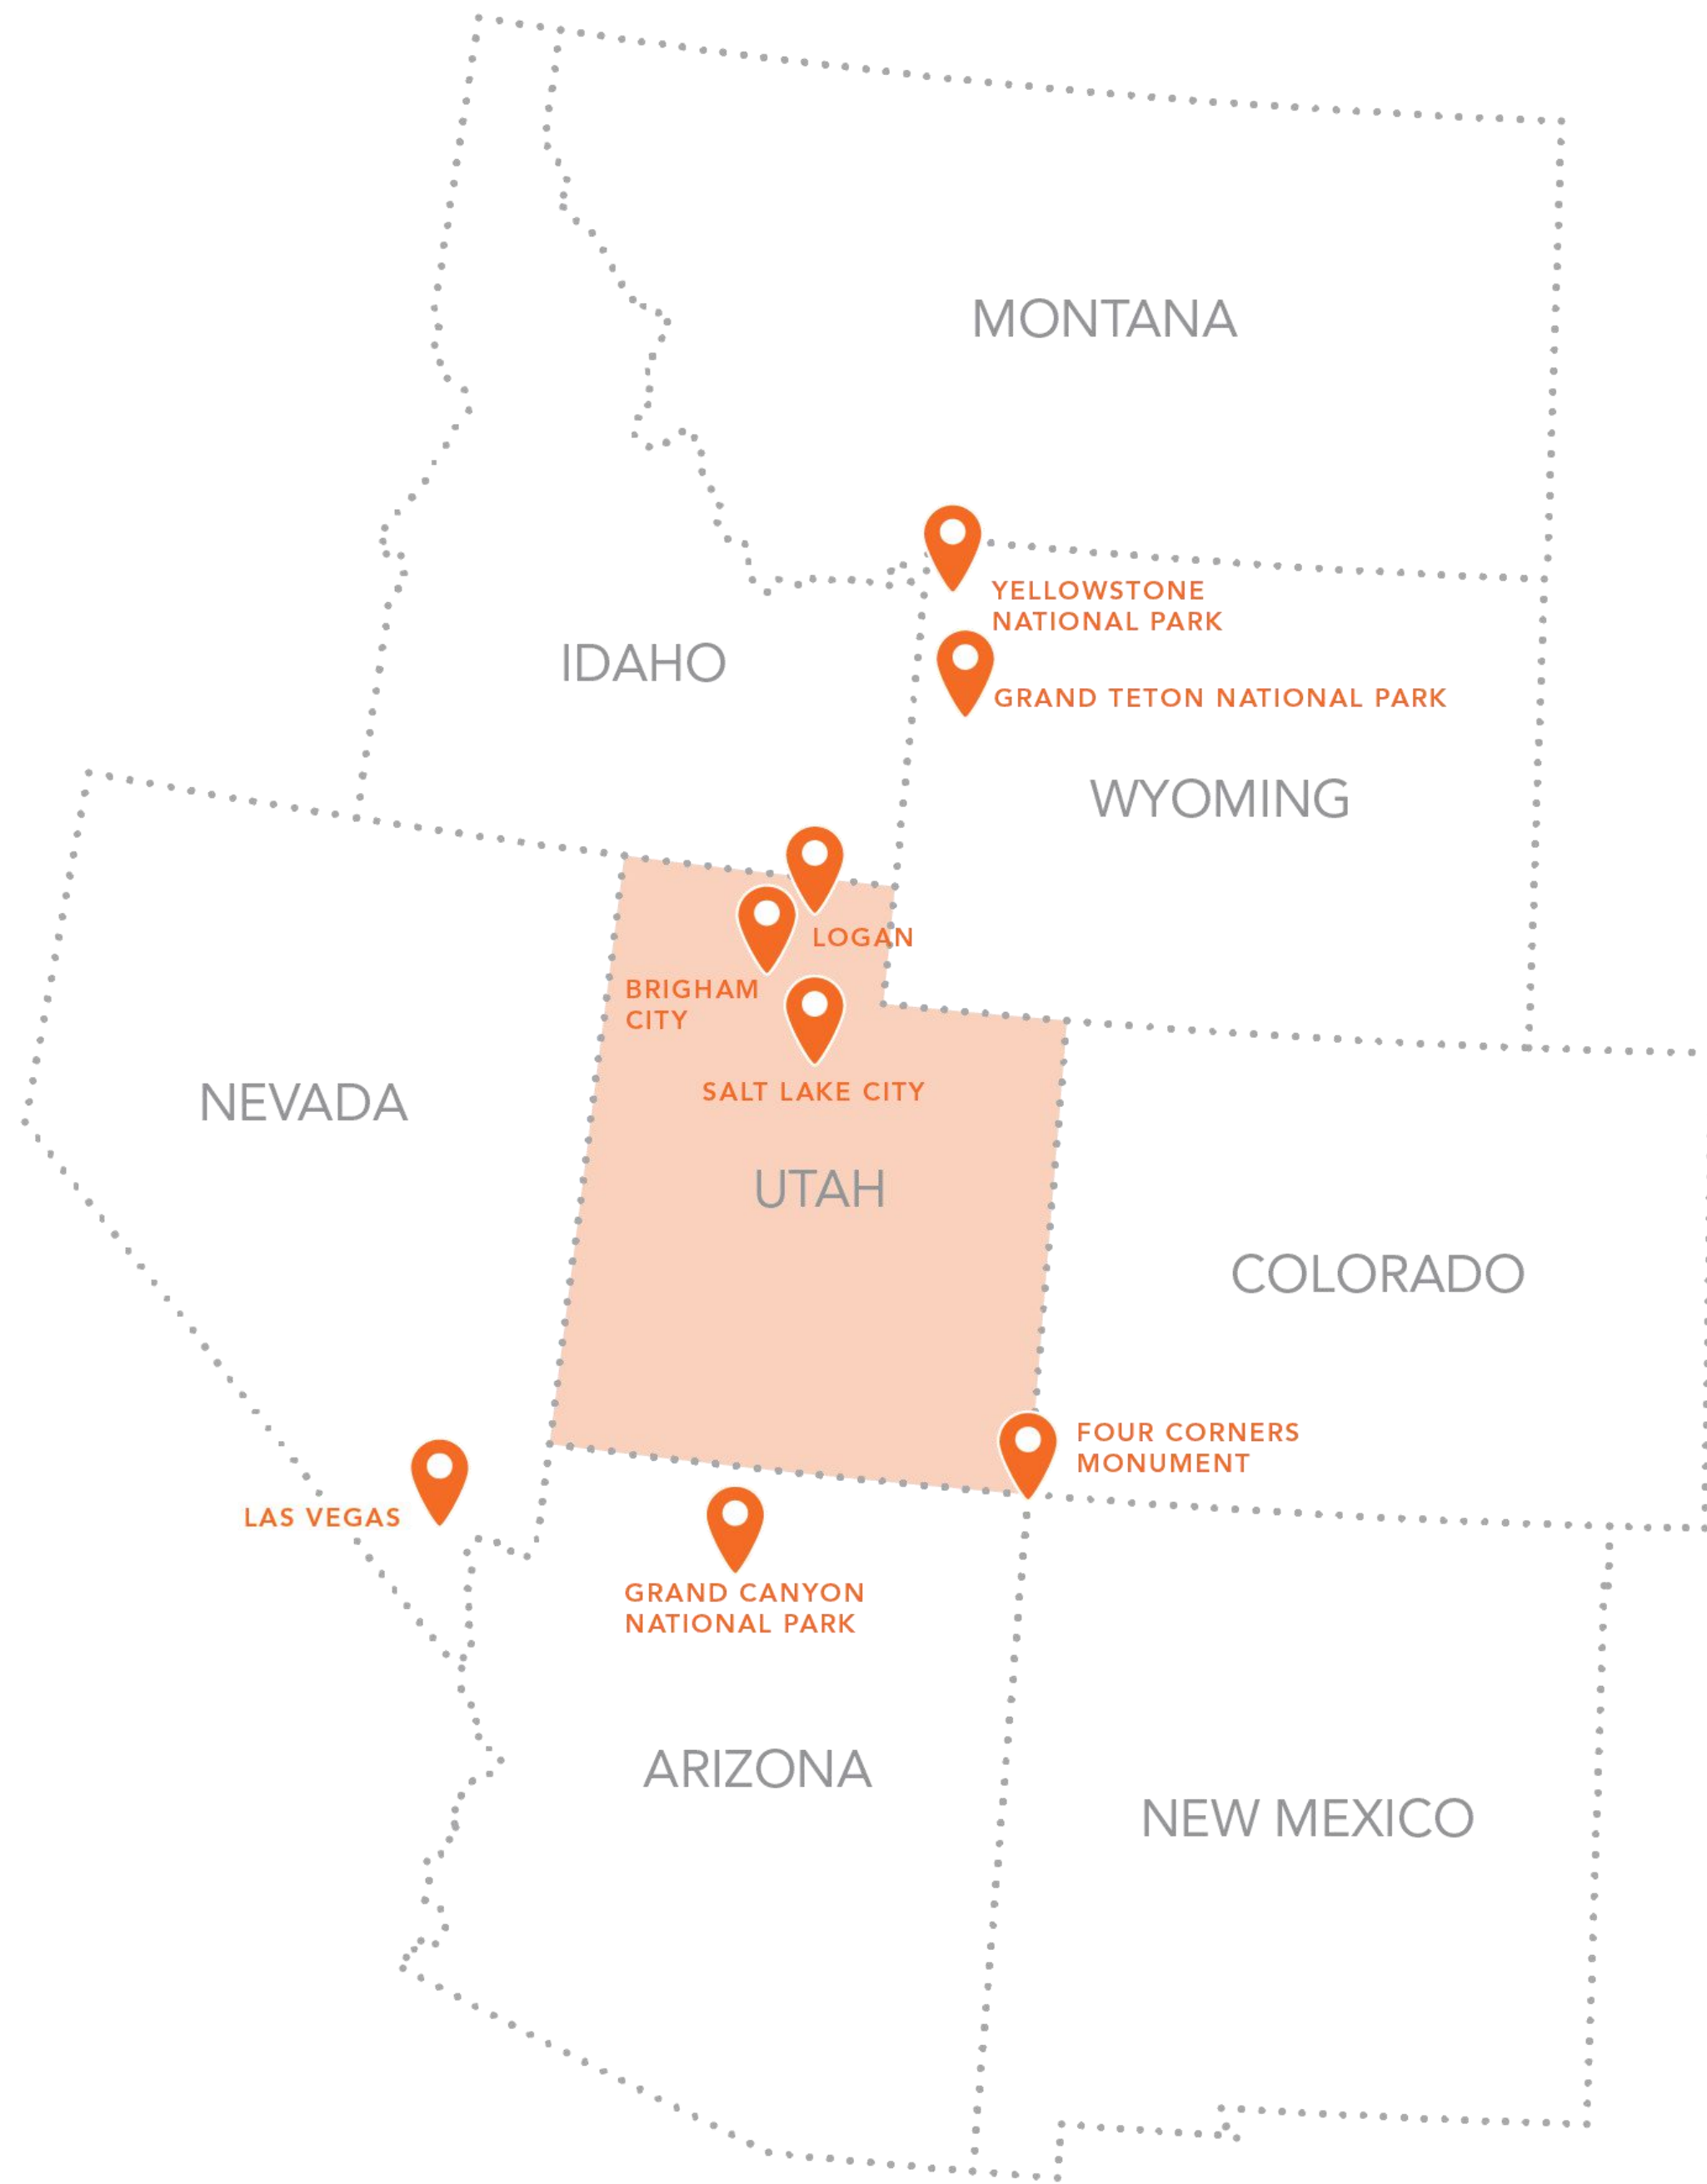 MONTANA
YELLOWSTONE
NATIONAL PARK
IDAHO
GRAND TETON NATIONAL PARK
WYOMING
LOGAN
BRIGHAM
CITY
SALT LAKE CITY
NEVADA
UTAH
COLORADO
FOUR CORNERS
MONUMENT
LAS VEGAS
GRAND CANYON
NATIONAL PARK
ARIZONA
NEW MEXICO